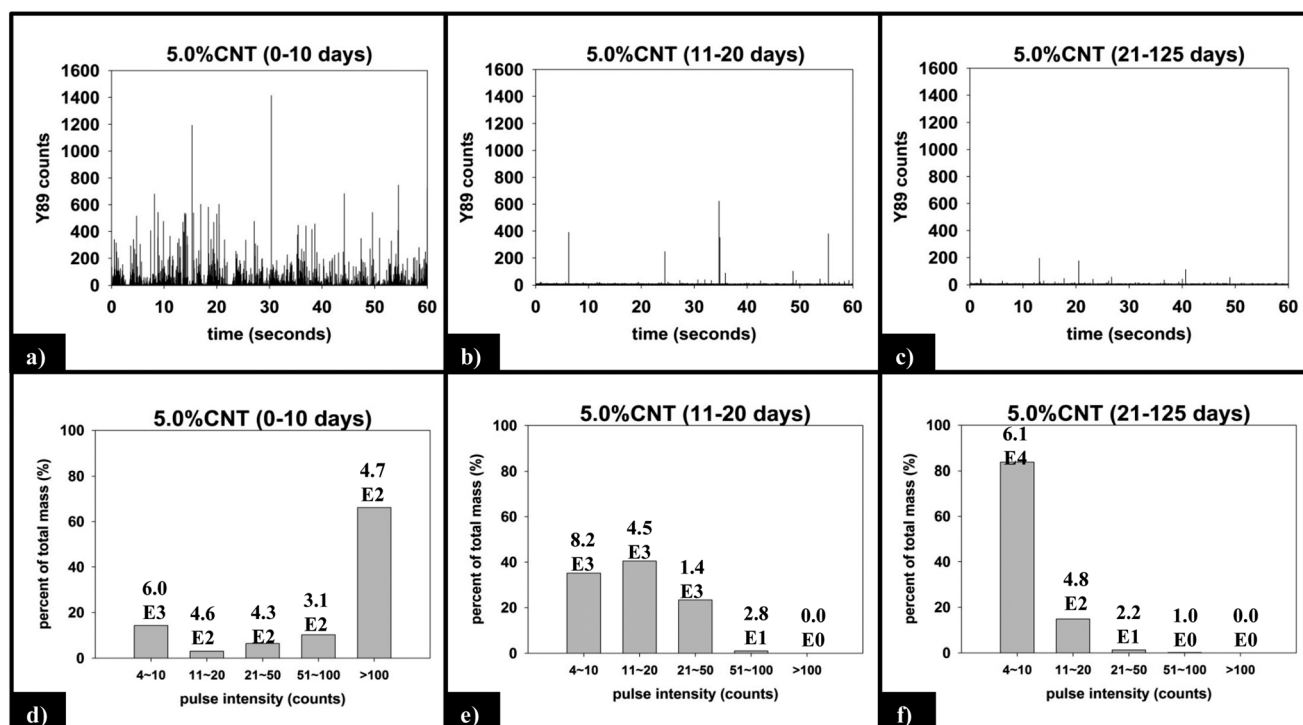 5.0%CNT (0-10 days)
1600
1400
1200
1000
800
600
400
200
0
Y89 counts
0 10 20 30 40 50 60
time (seconds)
a)
5.0%CNT (11-20 days)
1600
1400
1200
1000
800
600
400
200
0
Y89 counts
0 10 20 30 40 50 60
time (seconds)
b)
5.0%CNT (21-125 days)
1600
1400
1200
1000
800
600
400
200
0
Y89 counts
0 10 20 30 40 50 60
time (seconds)
c)
5.0%CNT (0-10 days)
100
80
60
40
20
0
percent of total mass (%)
6.0
E3
4.6
E2
4.3
E2
3.1
E2
4.7
E2
4~10 11~20 21~50 51~100 >100
pulse intensity (counts)
d)
5.0%CNT (11-20 days)
100
80
60
40
20
0
percent of total mass (%)
8.2
E3
4.5
E3
1.4
E3
2.8
E1
0.0
E0
4~10 11~20 21~50 51~100 >100
pulse intensity (counts)
e)
5.0%CNT (21-125 days)
100
80
60
40
20
0
percent of total mass (%)
6.1
E4
4.8
E2
2.2
E1
1.0
E0
0.0
E0
4~10 11~20 21~50 51~100 >100
pulse intensity (counts)
f)